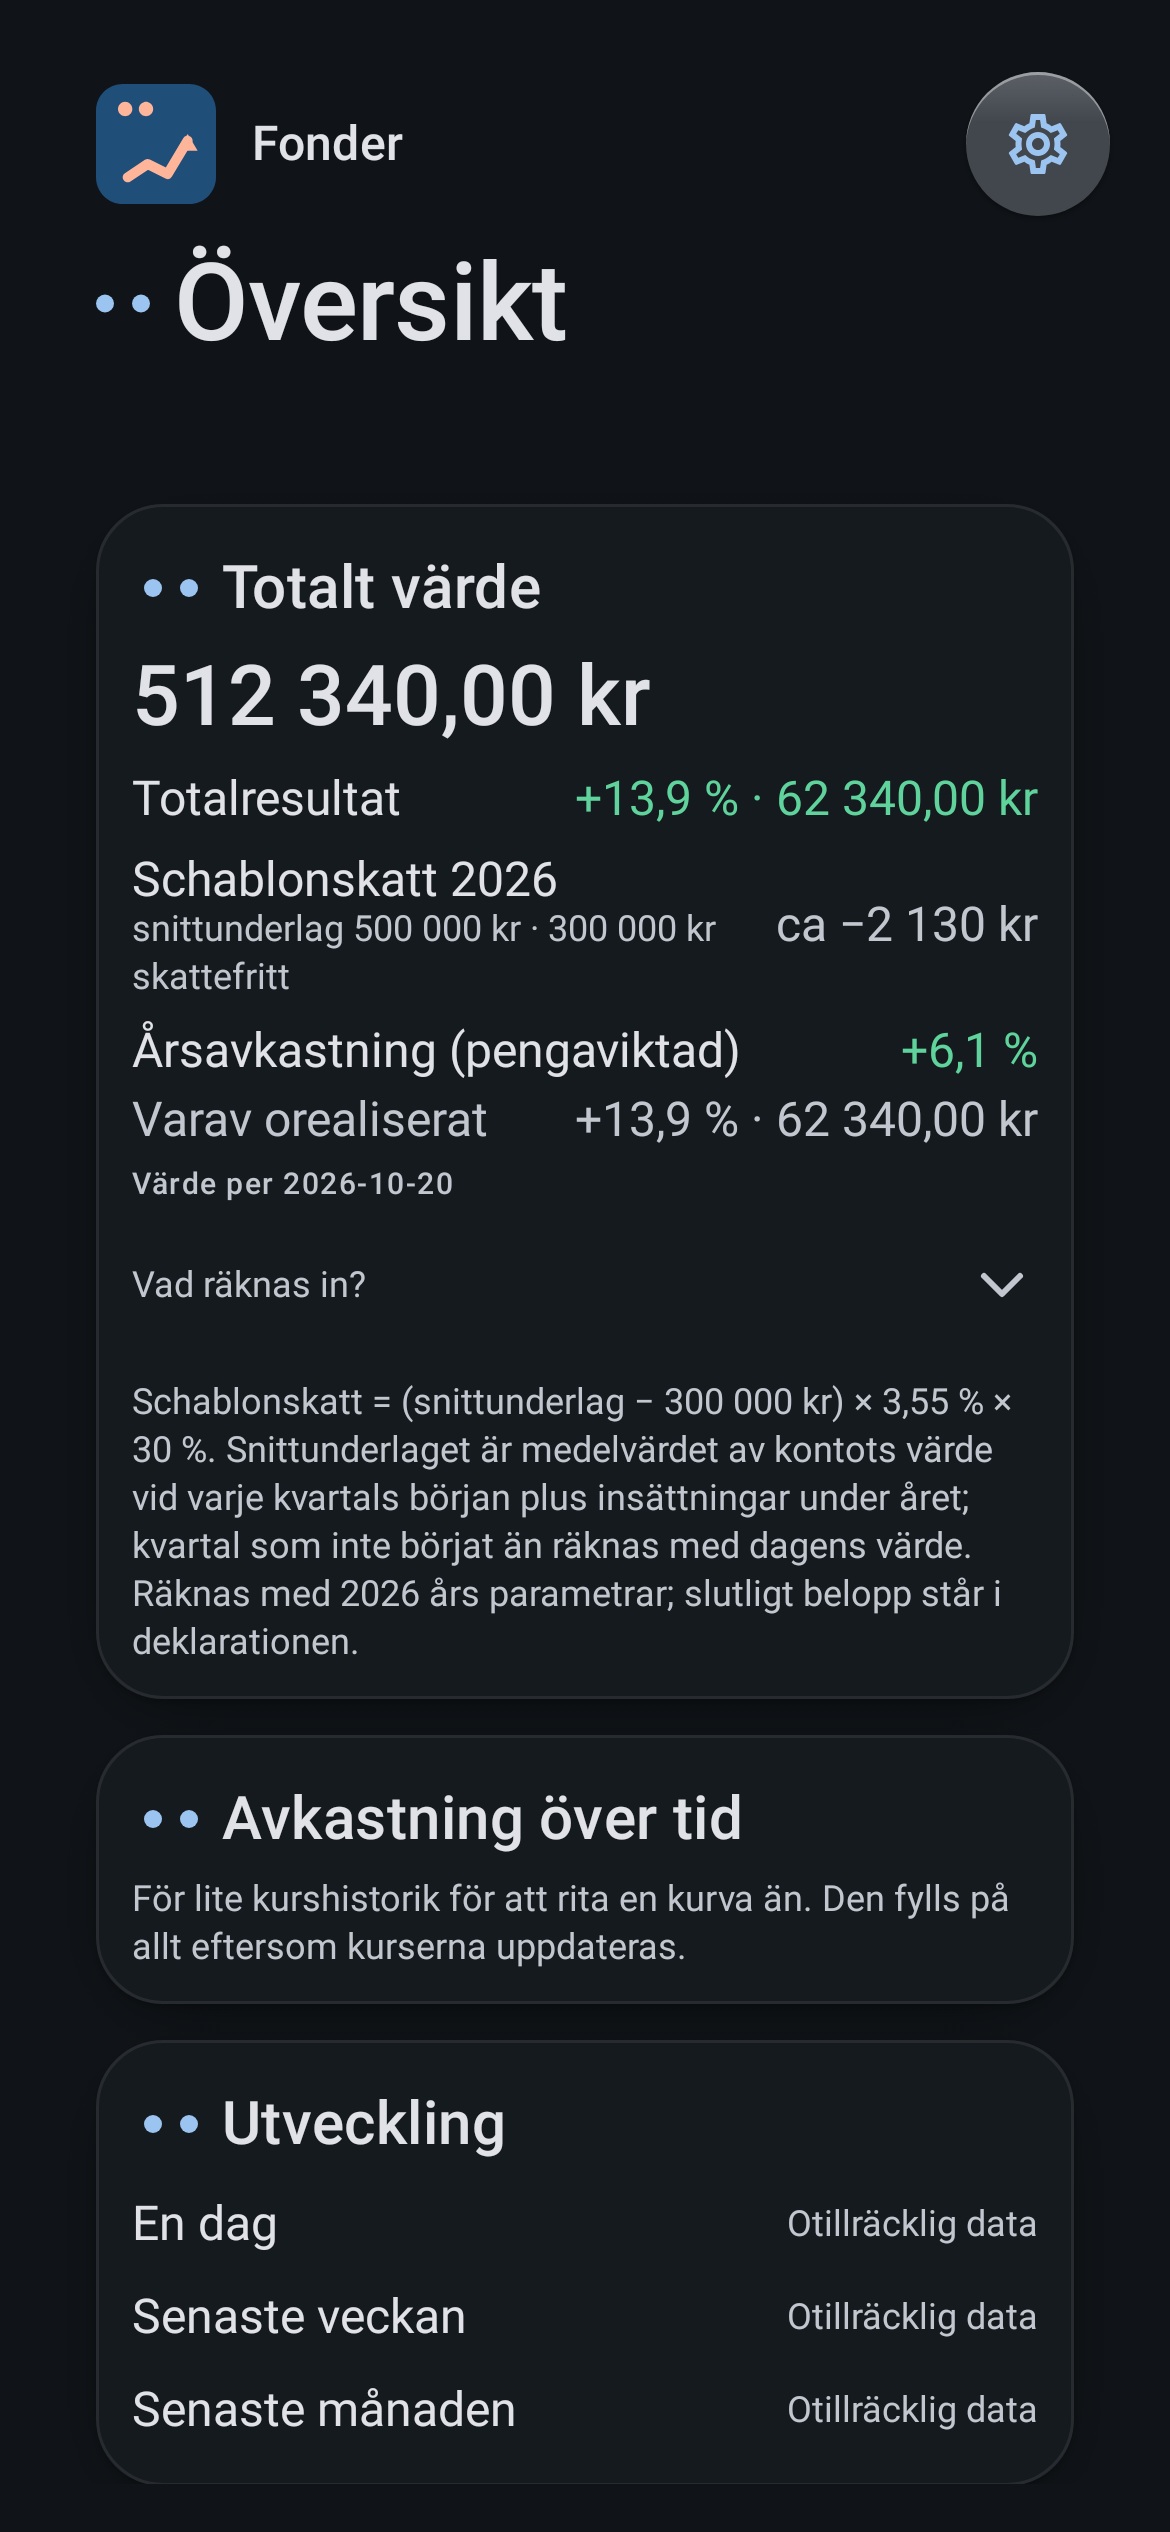 Fonder
Översikt
Totalt värde
512 340,00 kr
Totalresultat +13,9 % · 62 340,00 kr
Schablonskatt 2026
snittunderlag 500 000 kr · 300 000 kr
skattefritt
ca −2 130 kr
Årsavkastning (pengaviktad) +6,1 %
Varav orealiserat +13,9 % · 62 340,00 kr
Värde per 2026-10-20
Vad räknas in?
Schablonskatt = (snittunderlag − 300 000 kr) × 3,55 % ×
30 %. Snittunderlaget är medelvärdet av kontots värde
vid varje kvartals början plus insättningar under året;
kvartal som inte börjat än räknas med dagens värde.
Räknas med 2026 års parametrar; slutligt belopp står i
deklarationen.
Avkastning över tid
För lite kurshistorik för att rita en kurva än. Den fylls på
allt eftersom kurserna uppdateras.
Utveckling
En dag Otillräcklig data
Senaste veckan Otillräcklig data
Senaste månaden Otillräcklig data